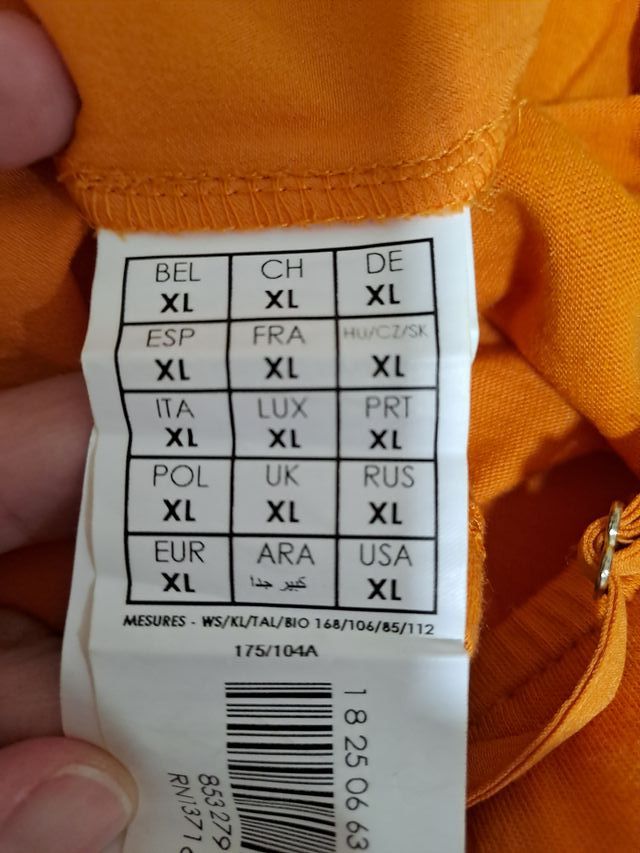 BEL CH DE
XL XL XL
ESP FRA HU/CZ/SK
XL XL XL
ITA LUX PRT
XL XL XL
POL UK RUS
XL XL XL
EUR ARA USA
XL كبير جدا XL
MESURES - WS/KL/TAL/BIO 168/106/85/112
175/104A
18 25 06 63
853279
RN1371